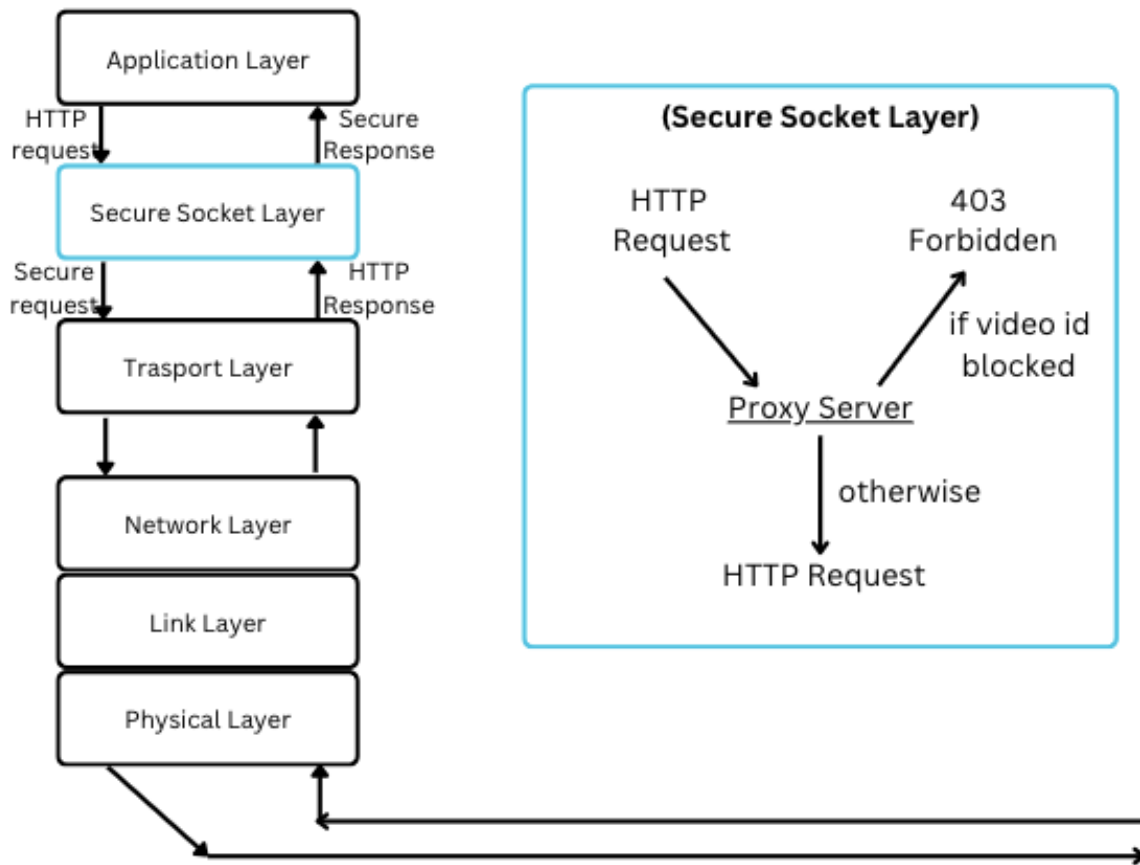 Application Layer
HTTP
request
Secure
Response
Secure Socket Layer
Secure
request
HTTP
Response
Trasport Layer
Network Layer
Link Layer
Physical Layer
(Secure Socket Layer)
HTTP
Request
403
Forbidden
if video id
blocked
Proxy Server
otherwise
HTTP Request